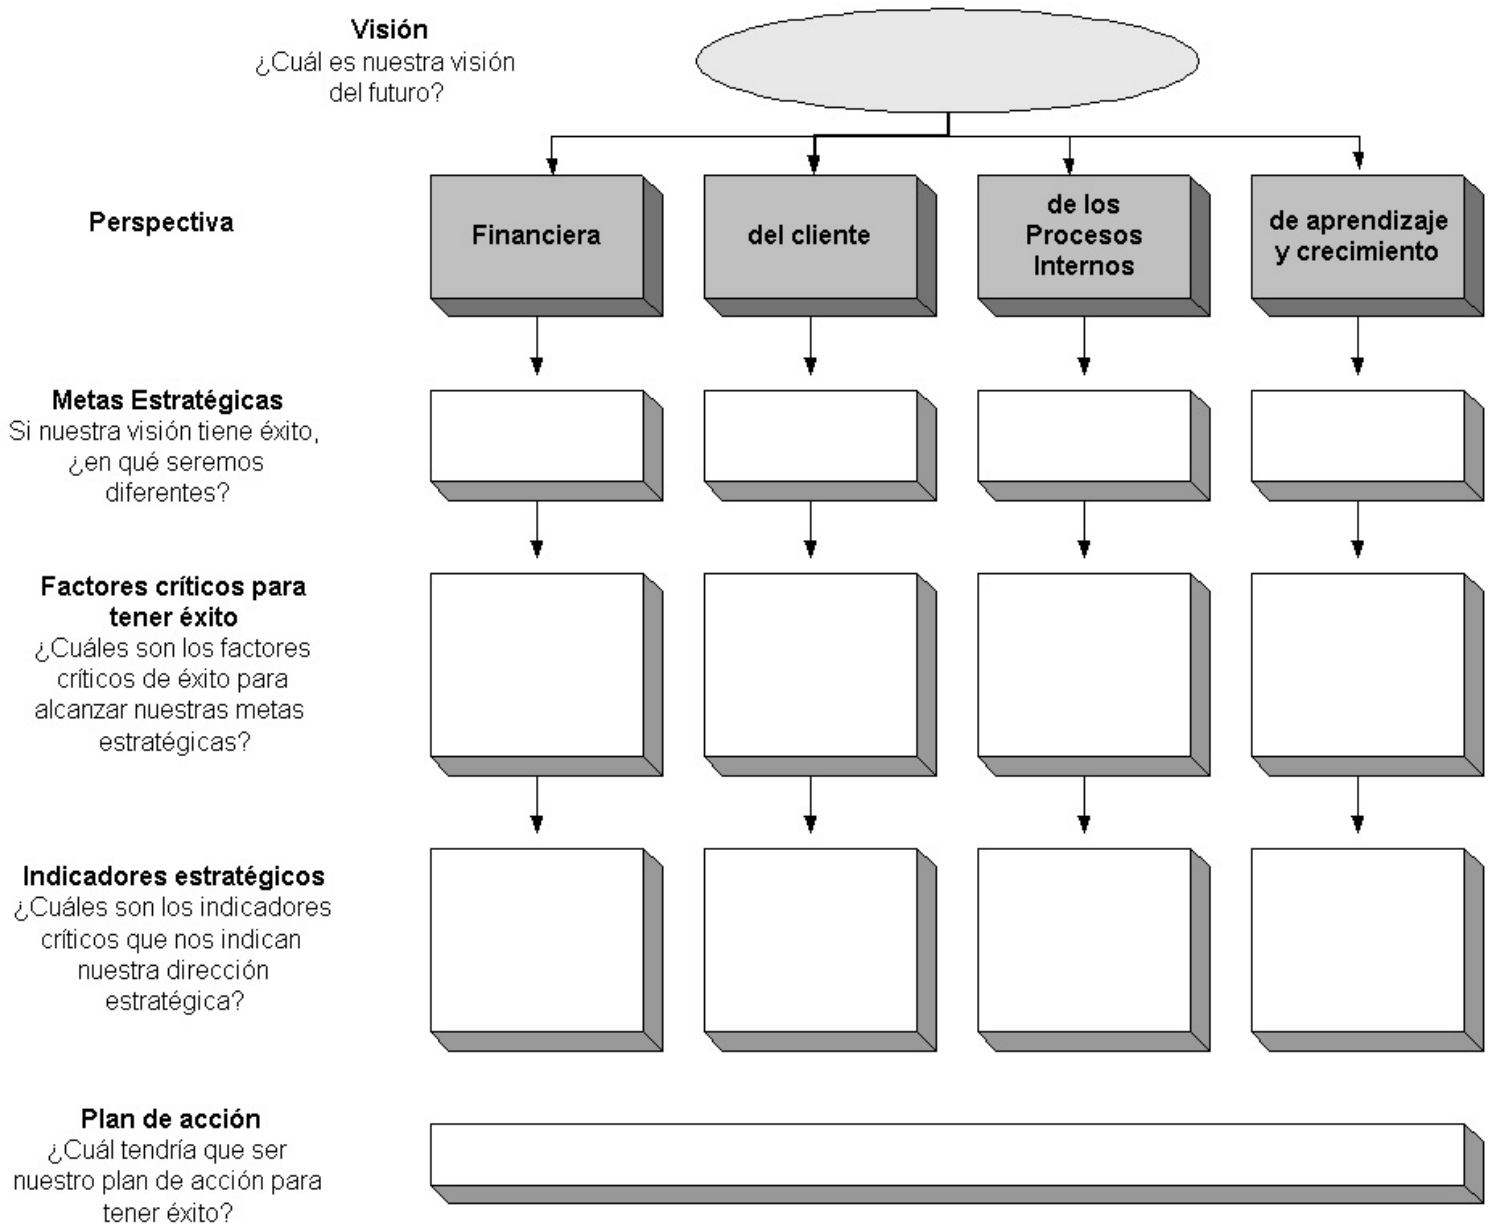 Visión
¿Cuál es nuestra visión
del futuro?
Perspectiva
Financiera
del cliente
de los
Procesos
Internos
de aprendizaje
y crecimiento
Metas Estratégicas
Si nuestra visión tiene éxito,
¿en qué seremos
diferentes?
Factores críticos para
tener éxito
¿Cuáles son los factores
críticos de éxito para
alcanzar nuestras metas
estratégicas?
Indicadores estratégicos
¿Cuáles son los indicadores
críticos que nos indican
nuestra dirección
estratégica?
Plan de acción
¿Cuál tendría que ser
nuestro plan de acción para
tener éxito?